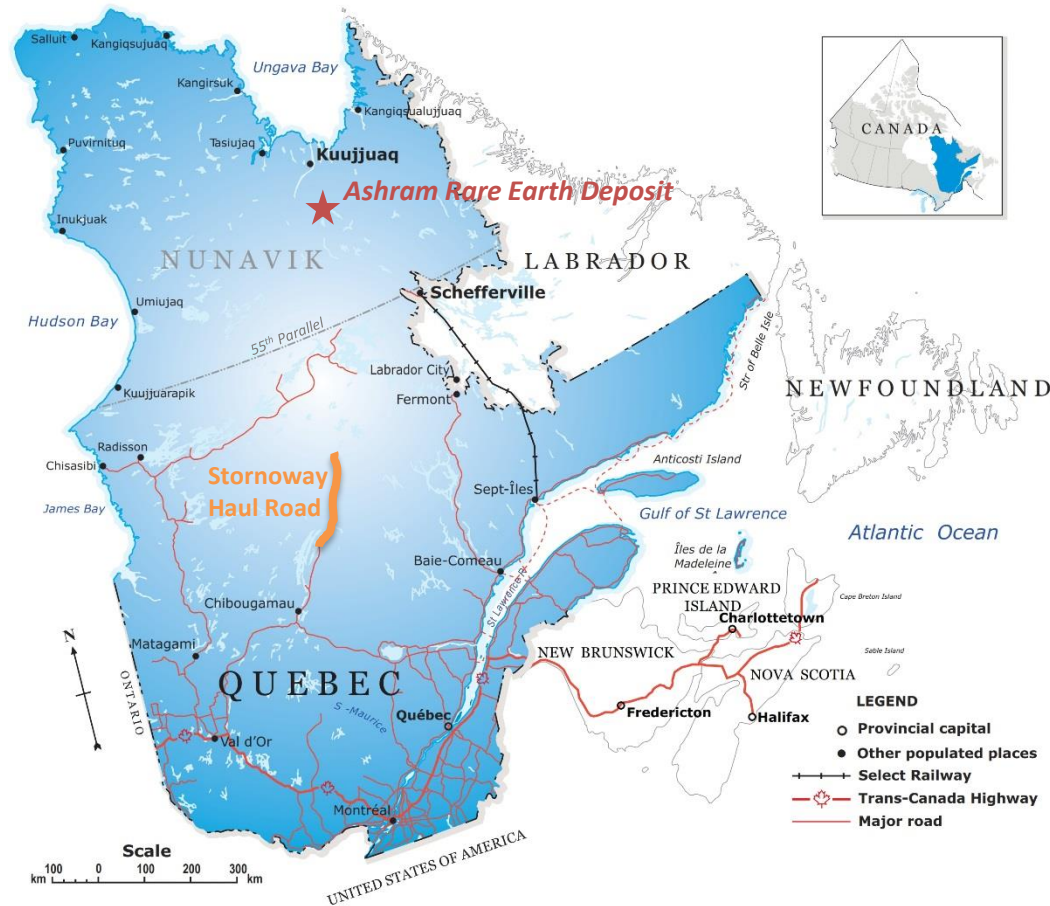 Salluit
Kangiqsujuaq
Ungava Bay
Kangirsuk
Kangiqsualujjuaq
CANADA
Puvirnituq
Tasiujaq
Kuujjuaq
Ashram Rare Earth Deposit
Inukjuak
NUNAVIK
LABRADOR
Schefferville
Umiujaq
Hudson Bay
55th Parallel
Str of Belle Isle
Labrador City
Fermont
Kuujjuarapik
NEWFOUNDLAND
Radisson
Chisasibi
Stornoway
Haul Road
Anticosti Island
Sept-Îles
James Bay
Gulf of St Lawrence
Atlantic Ocean
Baie-Comeau
Îles de la
Madeleine
St Lawrence R
PRINCE EDWARD
ISLAND
Cape Breton Island
Chibougamau
Charlottetown
N
Matagami
NEW BRUNSWICK
Sable Island
NOVA SCOTIA
ONTARIO
QUEBEC
S -Maurice
Québec
Fredericton
Halifax
Val d'Or
Montréal
UNITED STATES OF AMERICA
LEGEND
Provincial capital
Other populated places
Select Railway
Trans-Canada Highway
Major road
Scale
100 0 100 200 300
km km